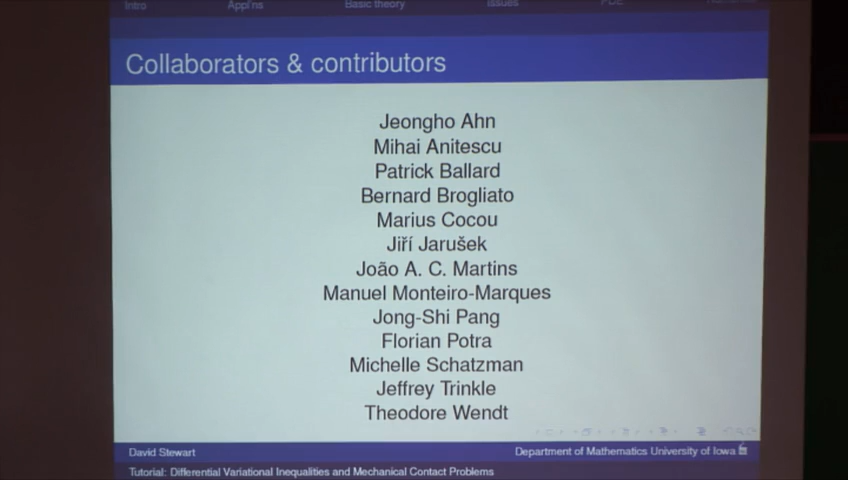 Intro Appl'ns Basic theory Issues PDE
Collaborators & contributors
Jeongho Ahn
Mihai Anitescu
Patrick Ballard
Bernard Brogliato
Marius Cocou
Jiří Jarušek
João A. C. Martins
Manuel Monteiro-Marques
Jong-Shi Pang
Florian Potra
Michelle Schatzman
Jeffrey Trinkle
Theodore Wendt
David Stewart Department of Mathematics University of Iowa
Tutorial: Differential Variational Inequalities and Mechanical Contact Problems